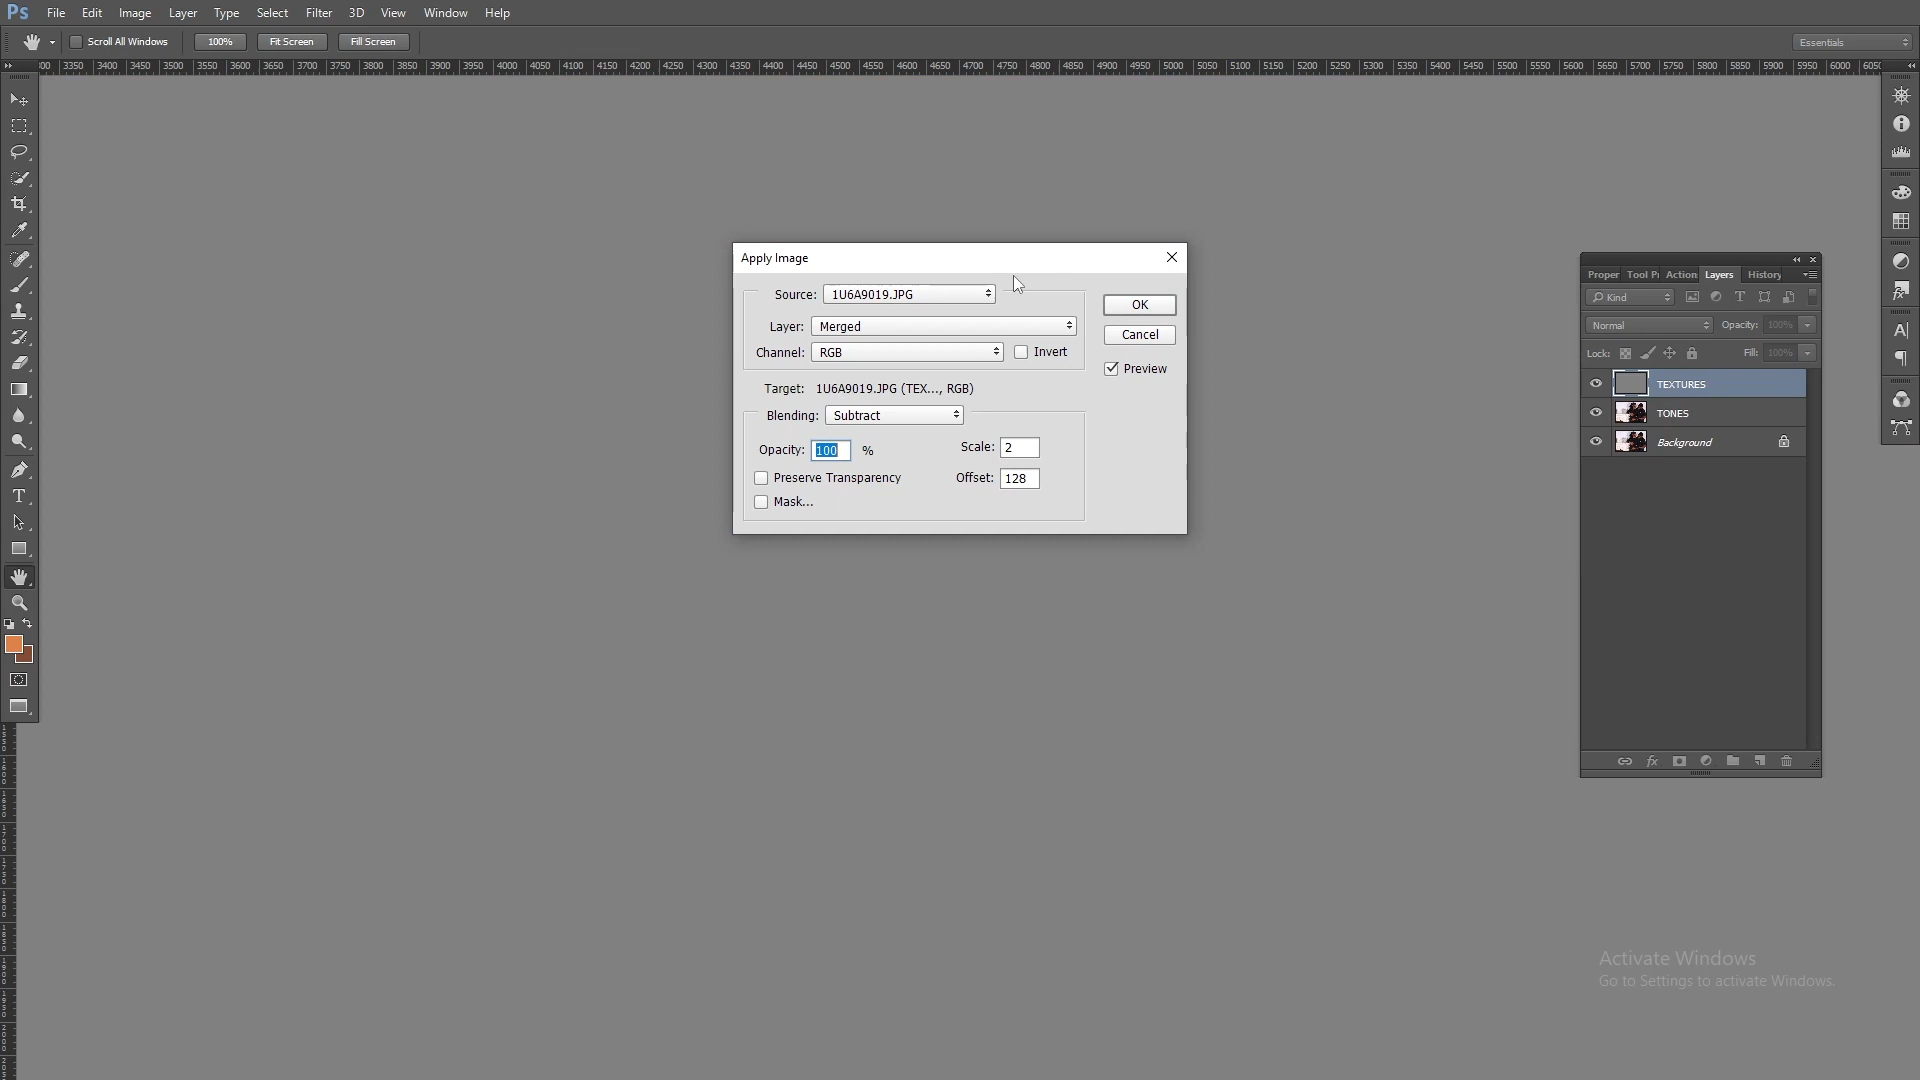 Ps File Edit Image Layer Type Select Filter 3D View Window Help
Scroll All Windows 100% Fit Screen Fill Screen Essentials
3350 3400 3450 3500 3550 3600 3650 3700 3750 3800 3850 3900 3950 4000 4050 4100 4150 4200 4250 4300 4350 4400 4450 4500 4550 4600 4650 4700 4750 4800 4850 4900 4950 5000 5050 5100 5150 5200 5250 5300 5350 5400 5450 5500 5550 5600 5650 5700 5750 5800 5850 5900 5950 6000
Apply Image
Source: 1U6A9019.JPG
OK
Layer: Merged
Cancel
Channel: RGB Invert
Preview
Target: 1U6A9019.JPG (TEX..., RGB)
Blending: Subtract
Opacity: 100 % Scale: 2
Preserve Transparency Offset: 128
Mask...
Proper Tool Pr Action Layers History
Kind
Normal Opacity: 100%
Lock: Fill: 100%
TEXTURES
TONES
Background
Activate Windows
Go to Settings to activate Windows.